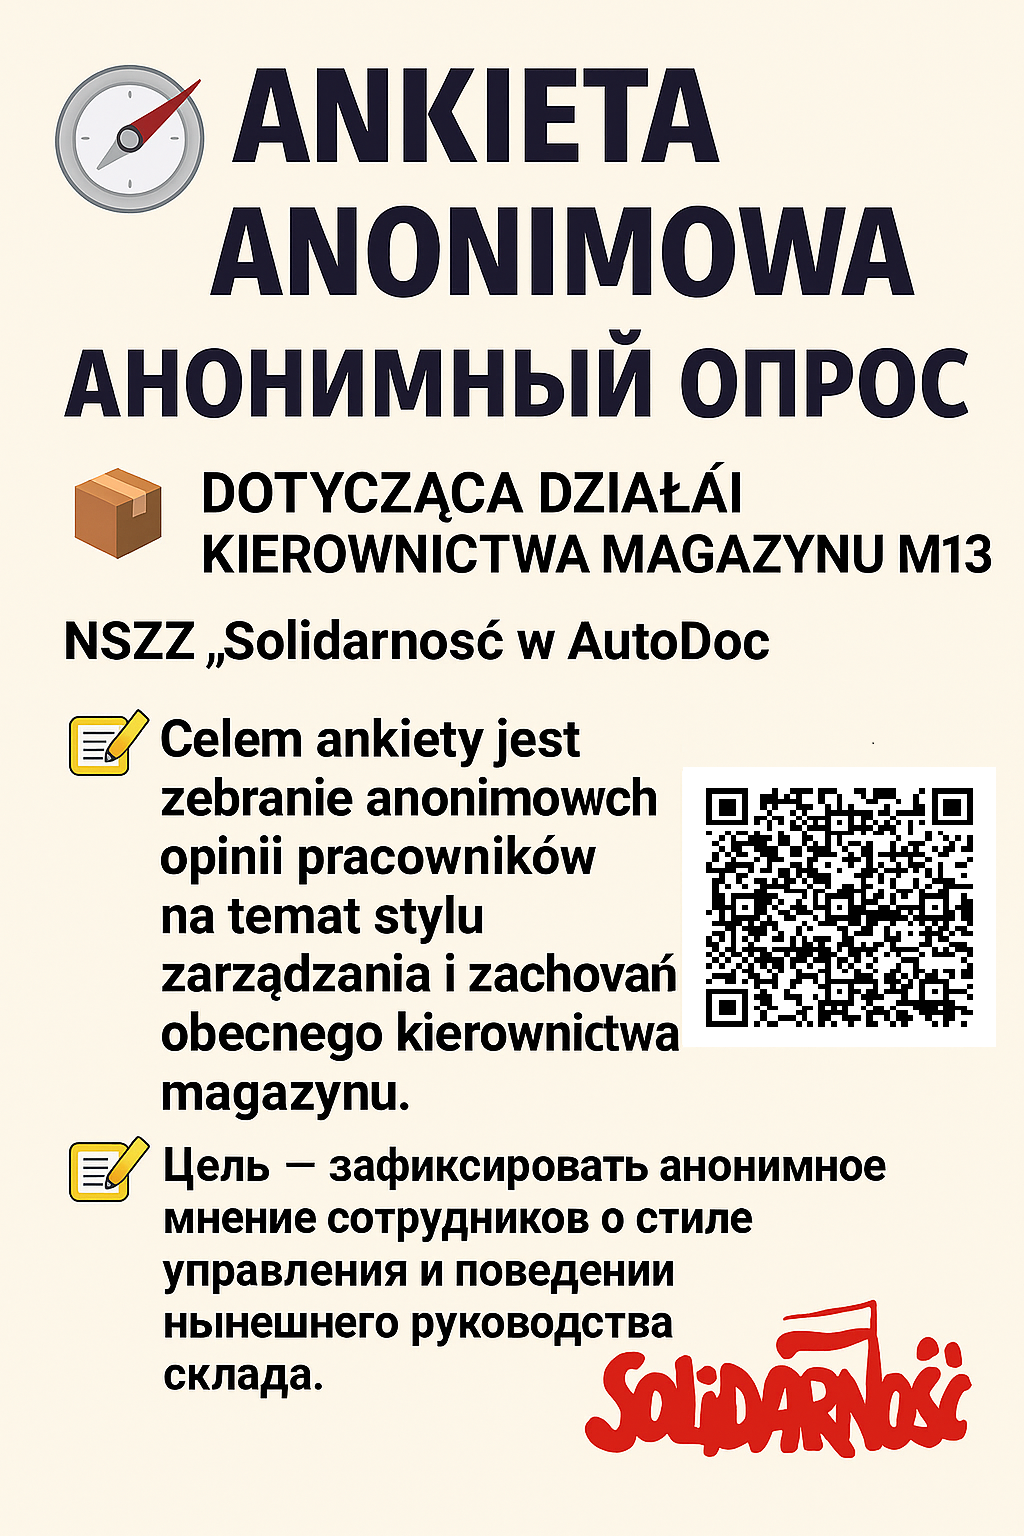 ANKIETA
ANONIMOWA
АНОНИМНЫЙ ОПРОС
DOTYCZĄCA DZIAŁÁI
KIEROWNICTWA MAGAZYNU M13
NSZZ „Solidarnosć w AutoDoc
Celem ankiety jest
zebranie anonimowch
opinii pracowników
na temat stylu
zarządzania i zachovań
obecnego kierownictwa
magazynu.
Цель — зафиксировать анонимное
мнение сотрудников о стиле
управления и поведении
нынешнего руководства
склада.
SOLiDARNOŚĆ